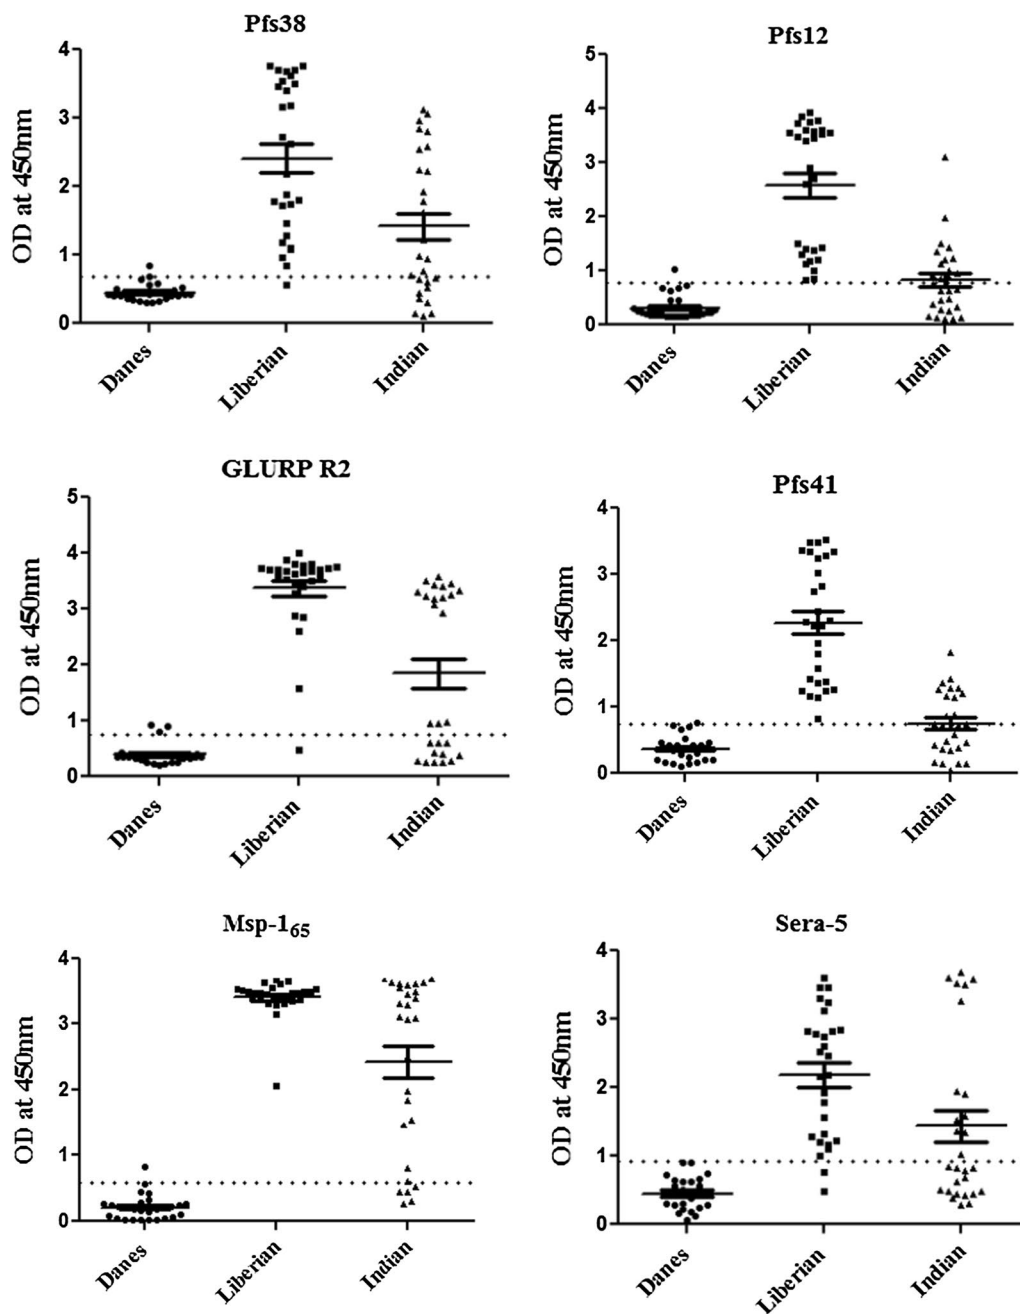 Pfs38
OD at 450nm
4
3
2
1
0
Danes
Liberian
Indian
Pfs12
OD at 450nm
5
4
3
2
1
0
Danes
Liberian
Indian
GLURP R2
OD at 450nm
5
4
3
2
1
0
Danes
Liberian
Indian
Pfs41
OD at 450nm
4
3
2
1
0
Danes
Liberian
Indian
Msp-1₆₅
OD at 450nm
4
3
2
1
0
Danes
Liberian
Indian
Sera-5
OD at 450nm
4
3
2
1
0
Danes
Liberian
Indian